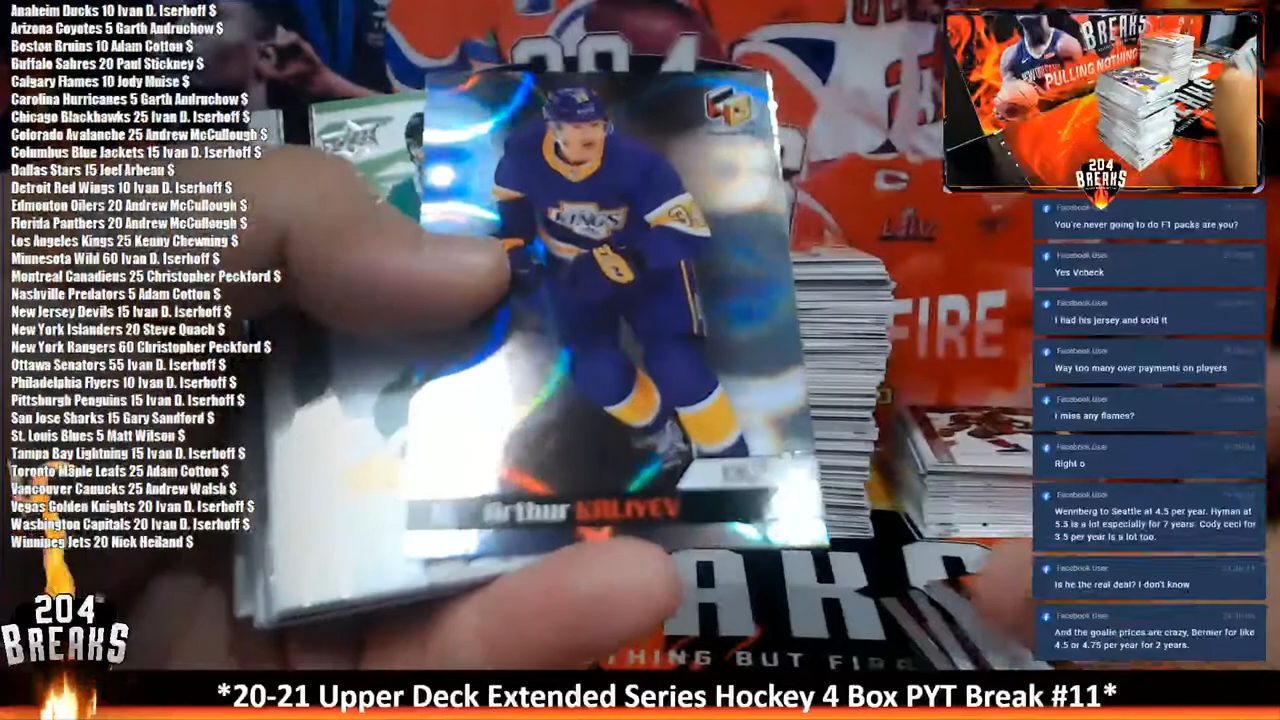 Anaheim Ducks 10 Ivan D. Iserhoff $
Arizona Coyotes 5 Garth Andruchow $
Boston Bruins 10 Adam Cotton $
Buffalo Sabres 20 Paul Stickney $
Calgary Flames 10 Jody Muise $
Carolina Hurricanes 5 Garth Andruchow $
Chicago Blackhawks 25 Ivan D. Iserhoff $
Colorado Avalanche 25 Andrew McCullough $
Columbus Blue Jackets 15 Ivan D. Iserhoff $
Dallas Stars 15 Joel Arbeau $
Detroit Red Wings 10 Ivan D. Iserhoff $
Edmonton Oilers 20 Andrew McCullough $
Florida Panthers 20 Andrew McCullough $
Los Angeles Kings 25 Kenny Chewning $
Minnesota Wild 60 Ivan D. Iserhoff $
Montreal Canadiens 25 Christopher Peckford $
Nashville Predators 5 Adam Cotton $
New Jersey Devils 15 Ivan D. Iserhoff $
New York Islanders 20 Steve Quach $
New York Rangers 60 Christopher Peckford $
Ottawa Senators 55 Ivan D. Iserhoff $
Philadelphia Flyers 10 Ivan D. Iserhoff $
Pittsburgh Penguins 15 Ivan D. Iserhoff $
San Jose Sharks 15 Gary Sandford $
St. Louis Blues 5 Matt Wilson $
Tampa Bay Lightning 15 Ivan D. Iserhoff $
Toronto Maple Leafs 25 Adam Cotton $
Vancouver Canucks 25 Andrew Walsh $
Vegas Golden Knights 20 Ivan D. Iserhoff $
Washington Capitals 20 Ivan D. Iserhoff $
Winnipeg Jets 20 Nick Heiland $
204
BREAKS
204
KINGS
Arthur KALIYEV
FIRE
AKS
THING BUT FIRE
BREAKS
PULLING NOTHING
204
BREAKS
Facebook
You're never going to do F1 packs are you?
Facebook User
Yes Vcheck
Facebook User
I had his jersey and sold it
Facebook User
Way too many over payments on players
Facebook User
I miss any flames?
Facebook User
Right o
Facebook User
Wennberg to Seattle at 4.5 per year. Hyman at
5.5 is a lot especially for 7 years. Cody ceci for
3.5 per year is a lot too.
Facebook User
Is he the real deal? I don't know
Facebook User
And the goalie prices are crazy, Bernier for like
4.5 or 4.75 per year for 2 years.
*20-21 Upper Deck Extended Series Hockey 4 Box PYT Break #11*